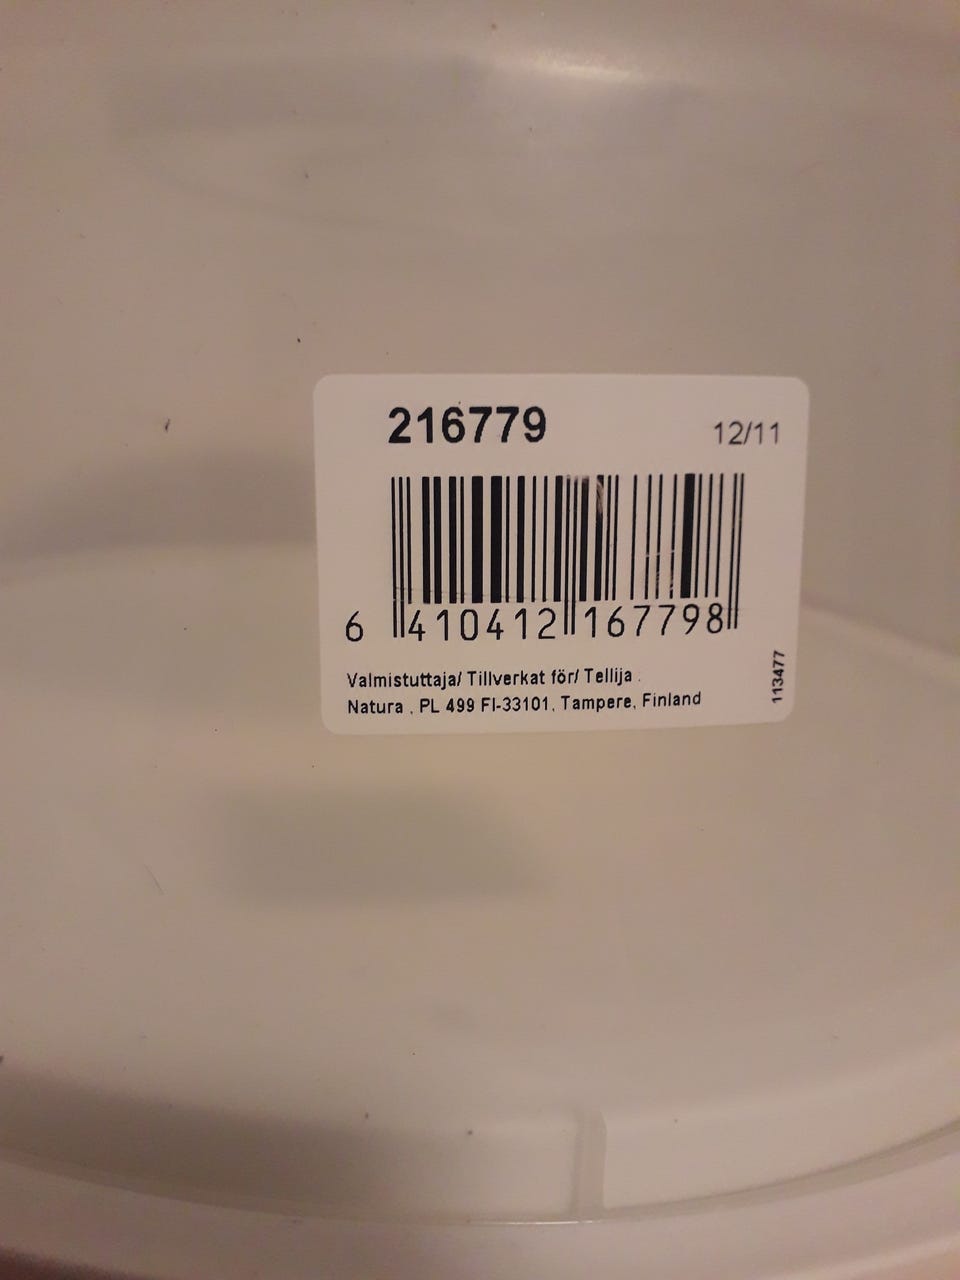 216779
12/11
6 410412 167798
Valmistuttaja/ Tillverkat för/ Tellija .
Natura , PL 499 FI-33101, Tampere, Finland
113477